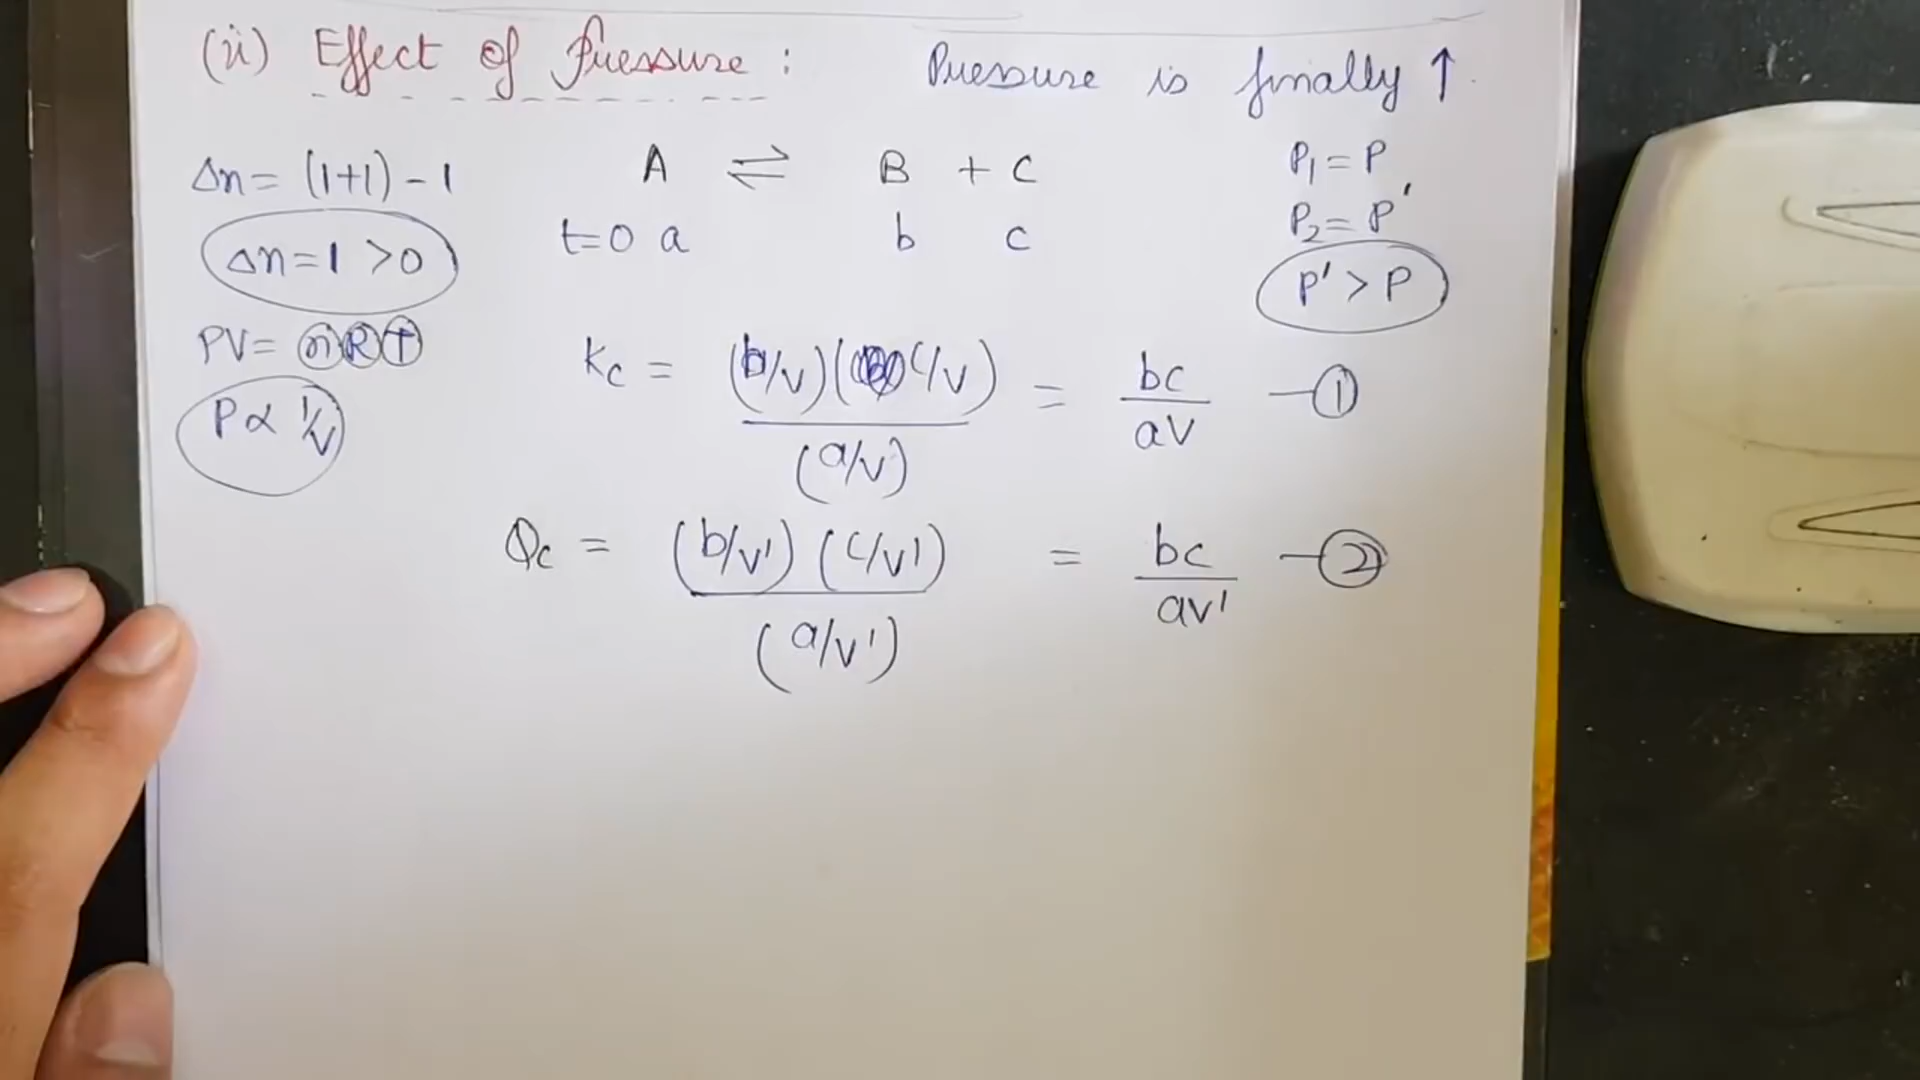 (ii) Effect of Pressure : Pressure is finally ↑
Δn = (1+1) - 1 A ⇌ B + C P₁ = P
t=0 a b c P₂ = P'
Δn = 1 > 0 P' > P
PV = nRT Kc = (b/v)(c/v) / (a/v) = bc / av — ①
P ∝ 1/V
Qc = (b/v') (c/v') / (a/v') = bc / av' — ②